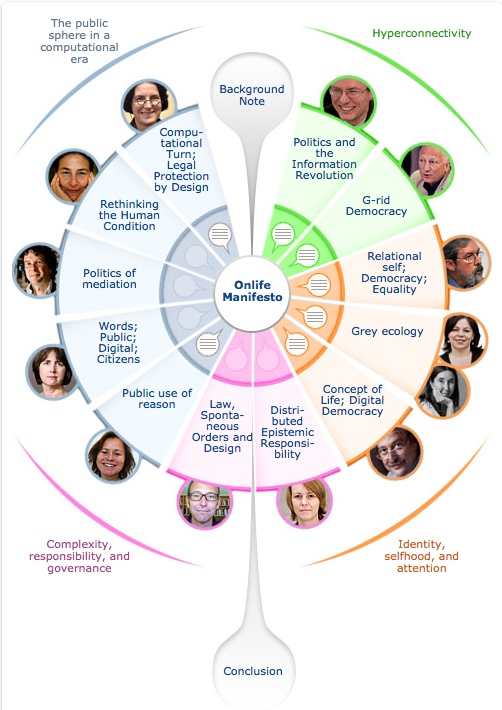 The public
sphere in a
computational
era
Hyperconnectivity
Background
Note
Compu-
tational
Turn;
Legal
Protection
by Design
Politics and
the
Information
Revolution
Rethinking
the Human
Condition
G-rid
Democracy
Politics of
mediation
Relational
self;
Democracy;
Equality
Onlife
Manifesto
Words;
Public;
Digital;
Citizens
Grey ecology
Public use of
reason
Concept of
Life; Digital
Democracy
Law,
Sponta-
neous
Orders and
Design
Distri-
buted
Epistemic
Responsi-
bility
Complexity,
responsibility, and
governance
Identity,
selfhood, and
attention
Conclusion